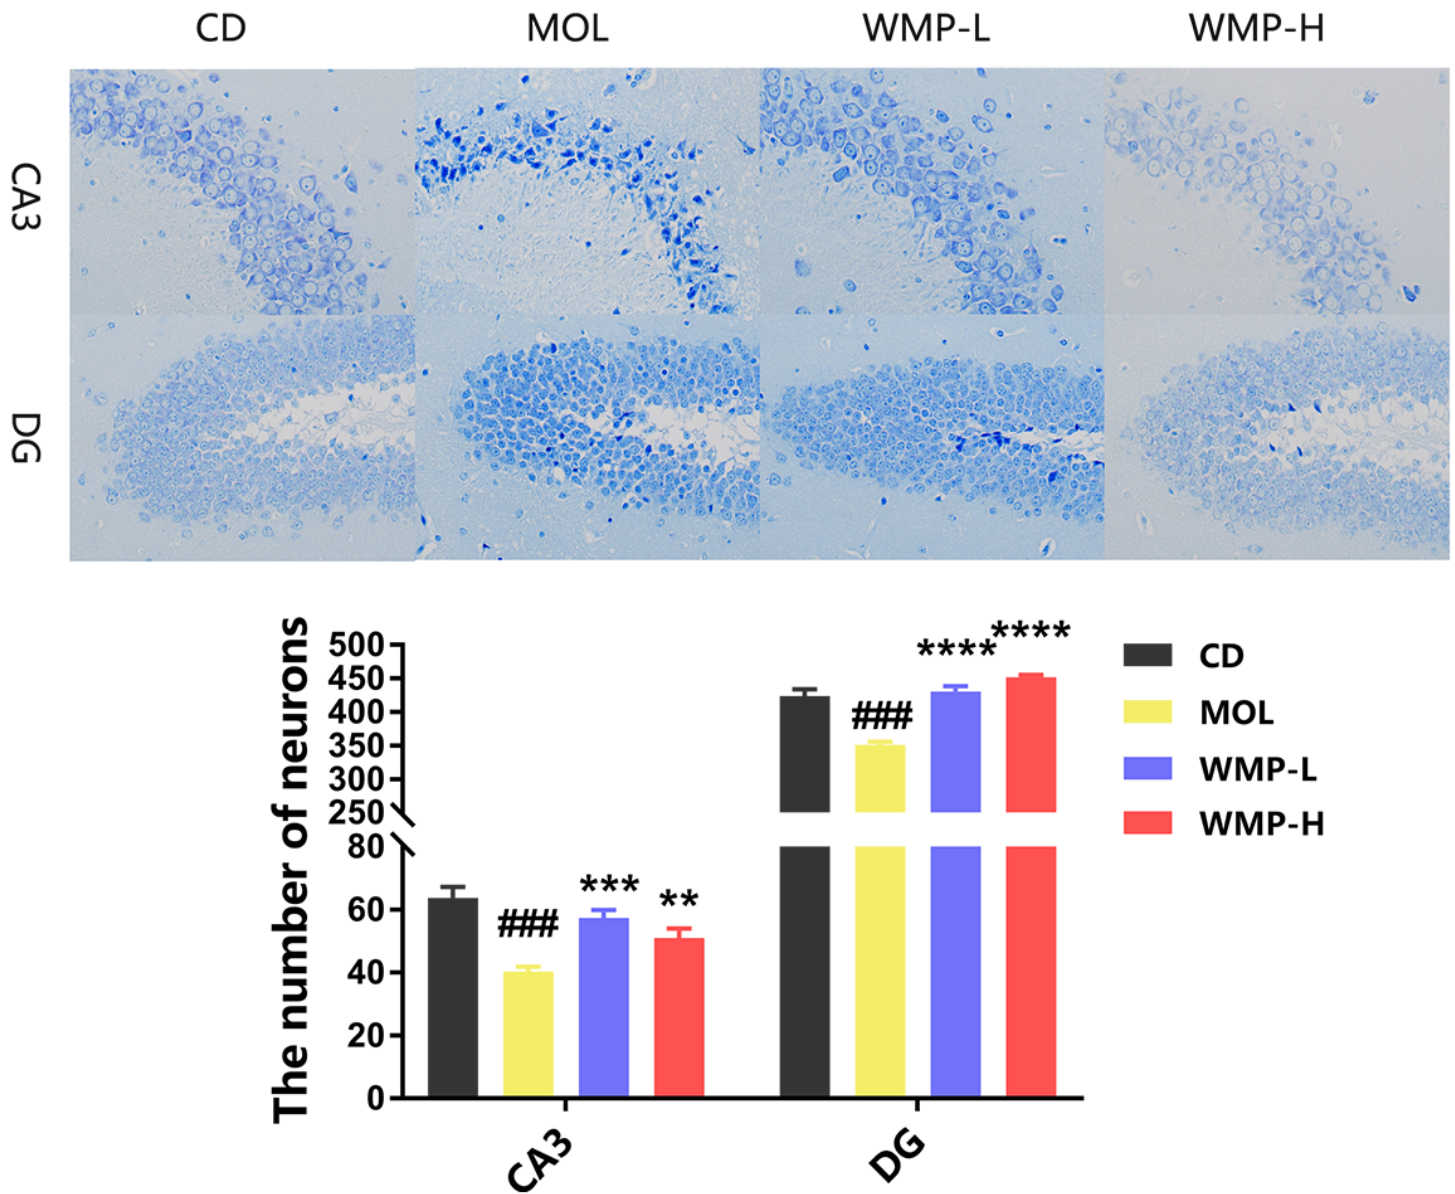 CD MOL WMP-L WMP-H
CA3
DG
The number of neurons
500
450
400
350
300
250
80
60
40
20
0
###
***
**
###
****
****
CA3
DG
CD
MOL
WMP-L
WMP-H